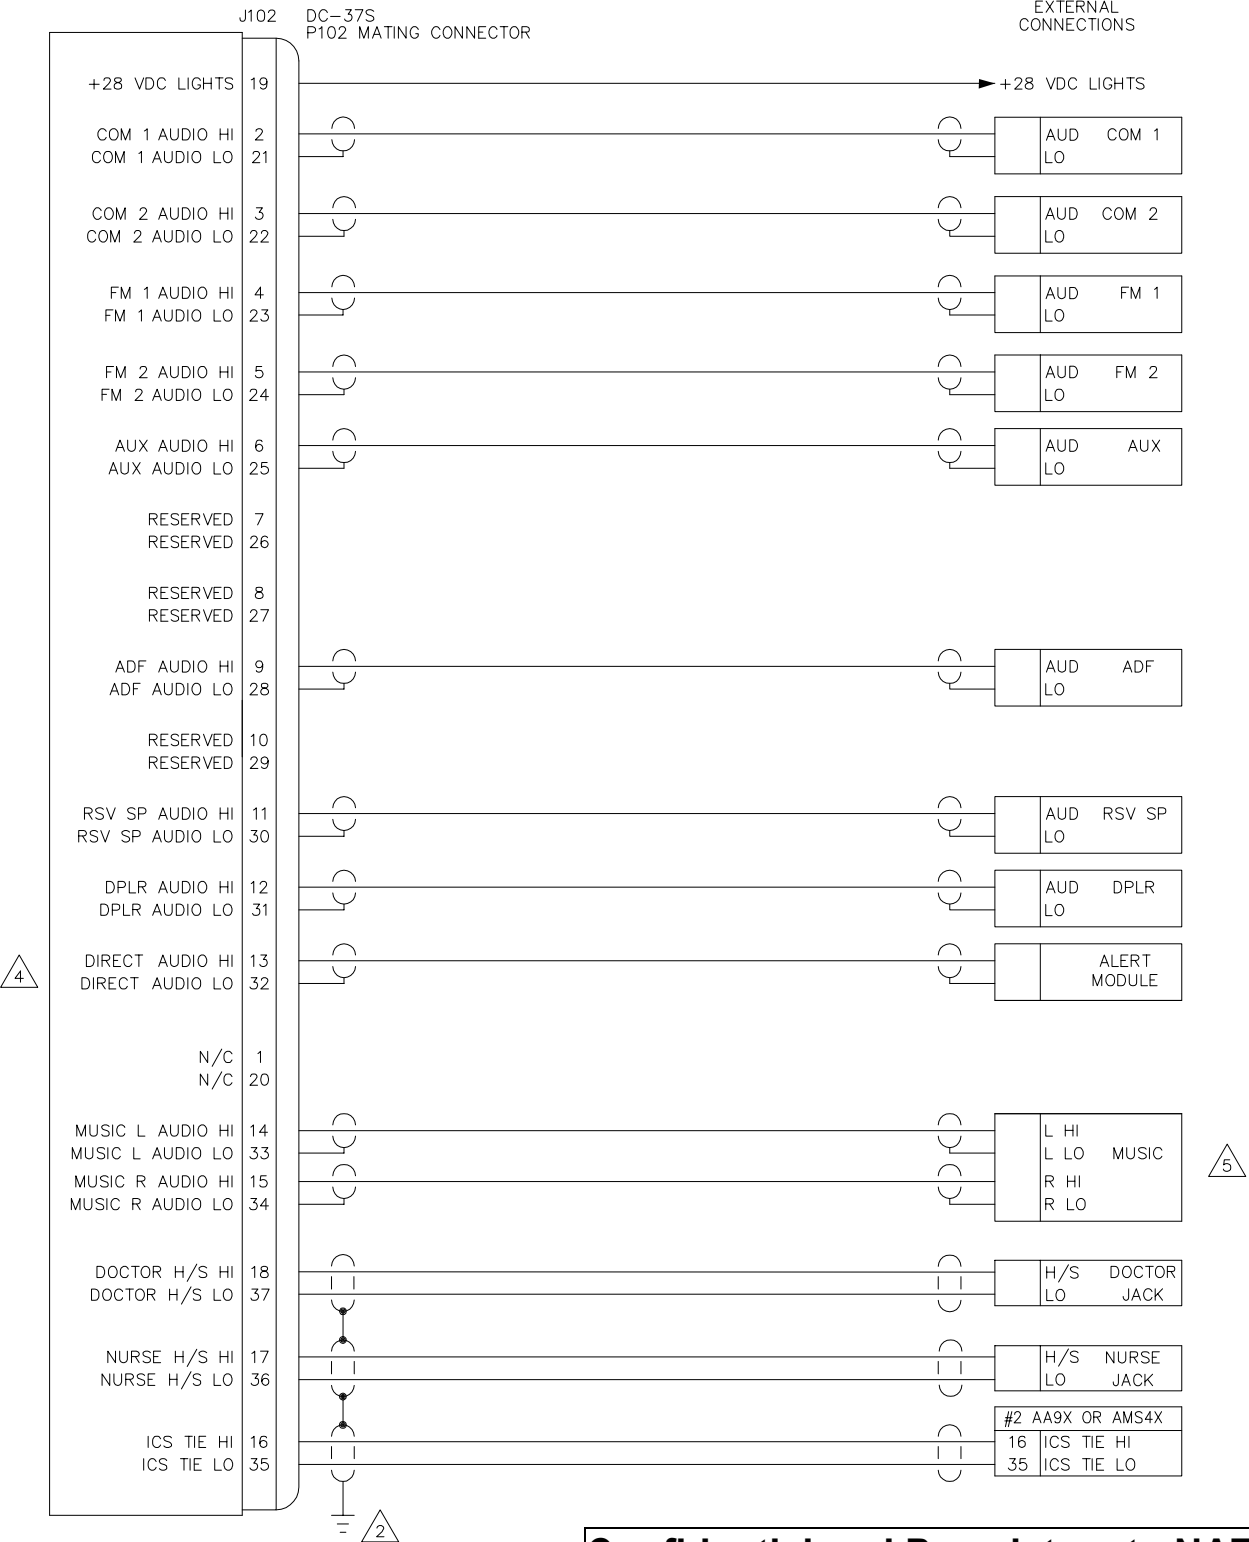 J102 DC-37S EXTERNAL
P102 MATING CONNECTOR CONNECTIONS
+28 VDC LIGHTS 19 +28 VDC LIGHTS
COM 1 AUDIO HI 2 AUD COM 1
COM 1 AUDIO LO 21 LO
COM 2 AUDIO HI 3 AUD COM 2
COM 2 AUDIO LO 22 LO
FM 1 AUDIO HI 4 AUD FM 1
FM 1 AUDIO LO 23 LO
FM 2 AUDIO HI 5 AUD FM 2
FM 2 AUDIO LO 24 LO
AUX AUDIO HI 6 AUD AUX
AUX AUDIO LO 25 LO
RESERVED 7
RESERVED 26
RESERVED 8
RESERVED 27
ADF AUDIO HI 9 AUD ADF
ADF AUDIO LO 28 LO
RESERVED 10
RESERVED 29
RSV SP AUDIO HI 11 AUD RSV SP
RSV SP AUDIO LO 30 LO
DPLR AUDIO HI 12 AUD DPLR
DPLR AUDIO LO 31 LO
DIRECT AUDIO HI 13 ALERT
4 DIRECT AUDIO LO 32 MODULE
N/C 1
N/C 20
MUSIC L AUDIO HI 14 L HI
MUSIC L AUDIO LO 33 L LO MUSIC 5
MUSIC R AUDIO HI 15 R HI
MUSIC R AUDIO LO 34 R LO
DOCTOR H/S HI 18 H/S DOCTOR
DOCTOR H/S LO 37 LO JACK
NURSE H/S HI 17 H/S NURSE
NURSE H/S LO 36 LO JACK
#2 AA9X OR AMS4X
ICS TIE HI 16 16 ICS TIE HI
ICS TIE LO 35 35 ICS TIE LO
2